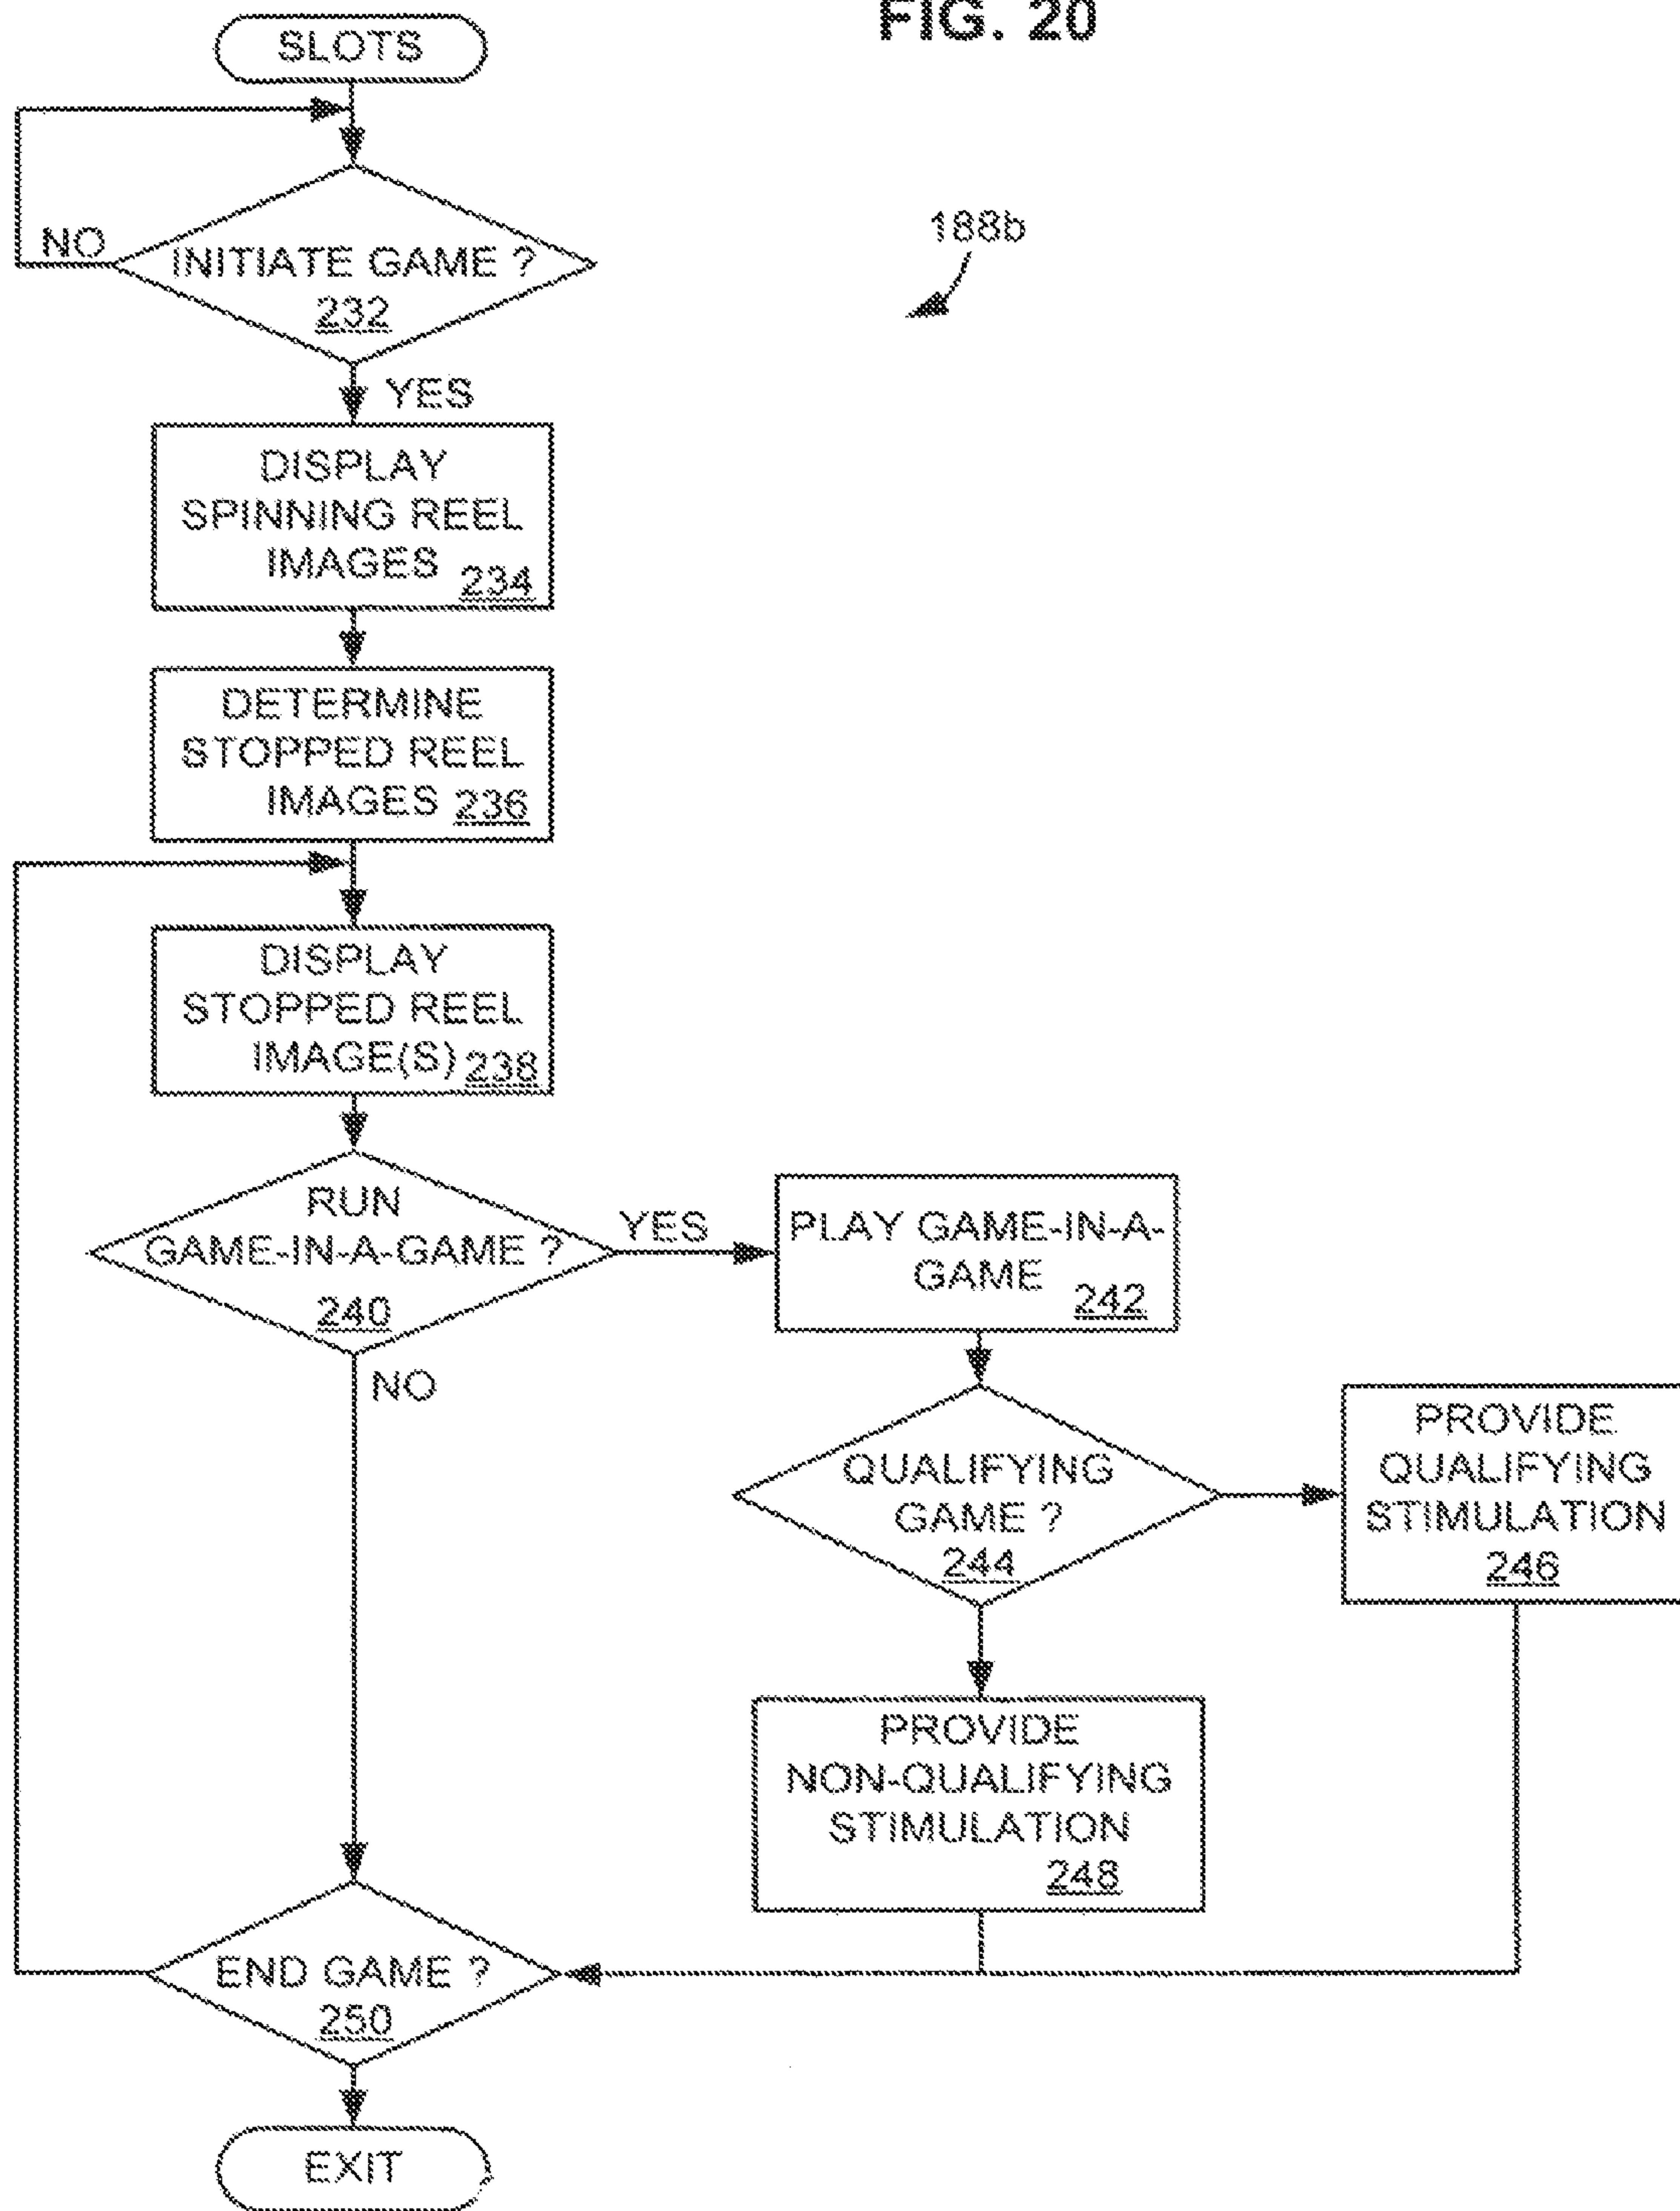 FIG. 20
SLOTS
188b
NO
INITIATE GAME ?
232
YES
DISPLAY
SPINNING REEL
IMAGES 234
DETERMINE
STOPPED REEL
IMAGES 236
DISPLAY
STOPPED REEL
IMAGE(S) 238
RUN
GAME-IN-A-GAME ?
240
YES
NO
PLAY GAME-IN-A-
GAME
242
QUALIFYING
GAME ?
244
PROVIDE
QUALIFYING
STIMULATION
246
PROVIDE
NON-QUALIFYING
STIMULATION
248
END GAME ?
250
EXIT